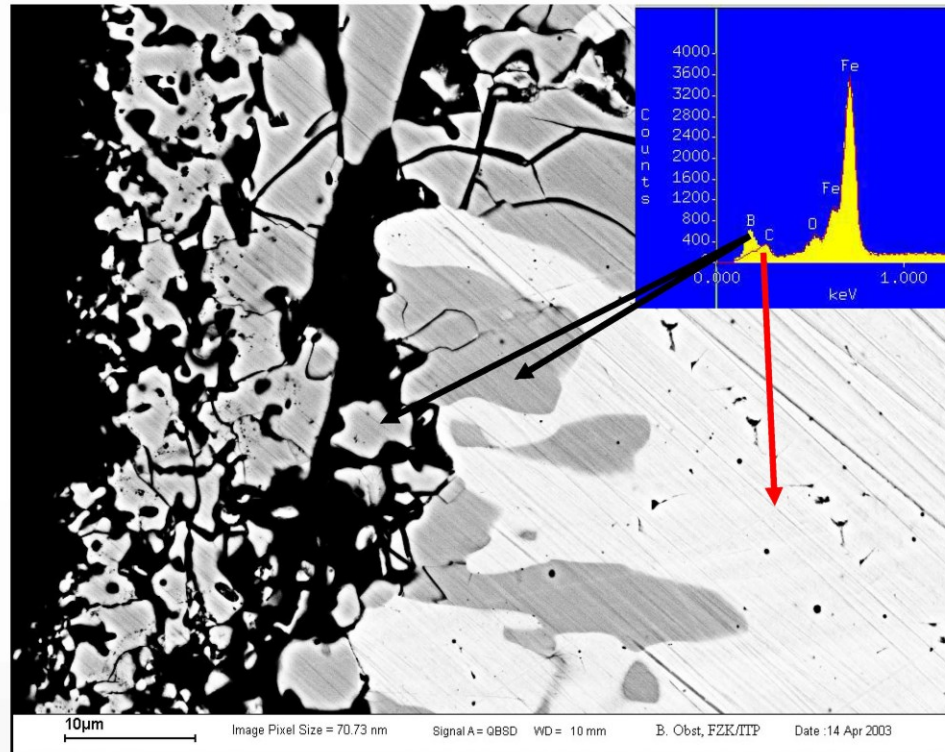 4000
3600
3200
2800
2400
2000
1600
1200
800
400
Counts
Fe
Fe
B
C
O
0.000
1.000
keV
10µm
Image Pixel Size = 70.73 nm
Signal A = QBSD
WD = 10 mm
B. Obst, FZK/ITP
Date :14 Apr 2003